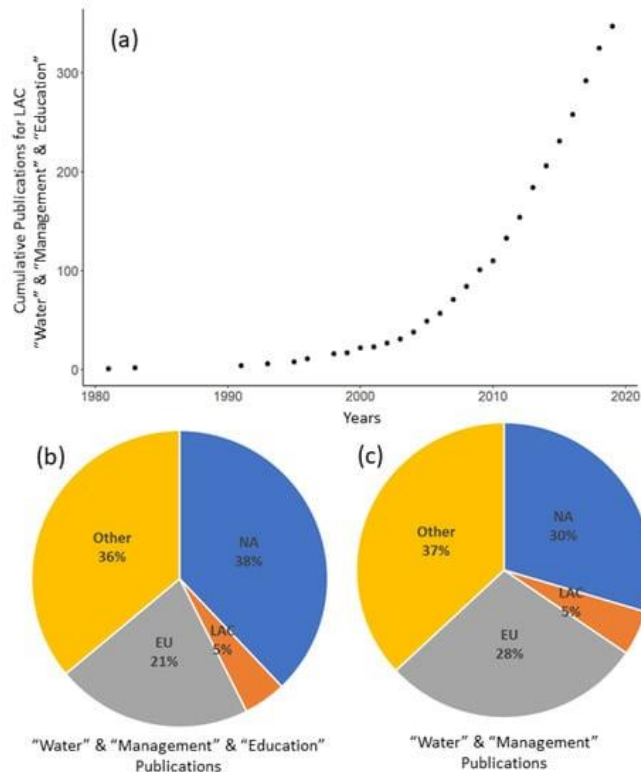 (a)
Cumulative Publications for LAC
“Water” & “Management” & “Education”
300
200
100
0
1980
1990
2000
2010
2020
Years
(b)
Other
36%
NA
38%
LAC
5%
EU
21%
“Water” & “Management” & “Education”
Publications
(c)
Other
37%
NA
30%
LAC
5%
EU
28%
“Water” & “Management”
Publications